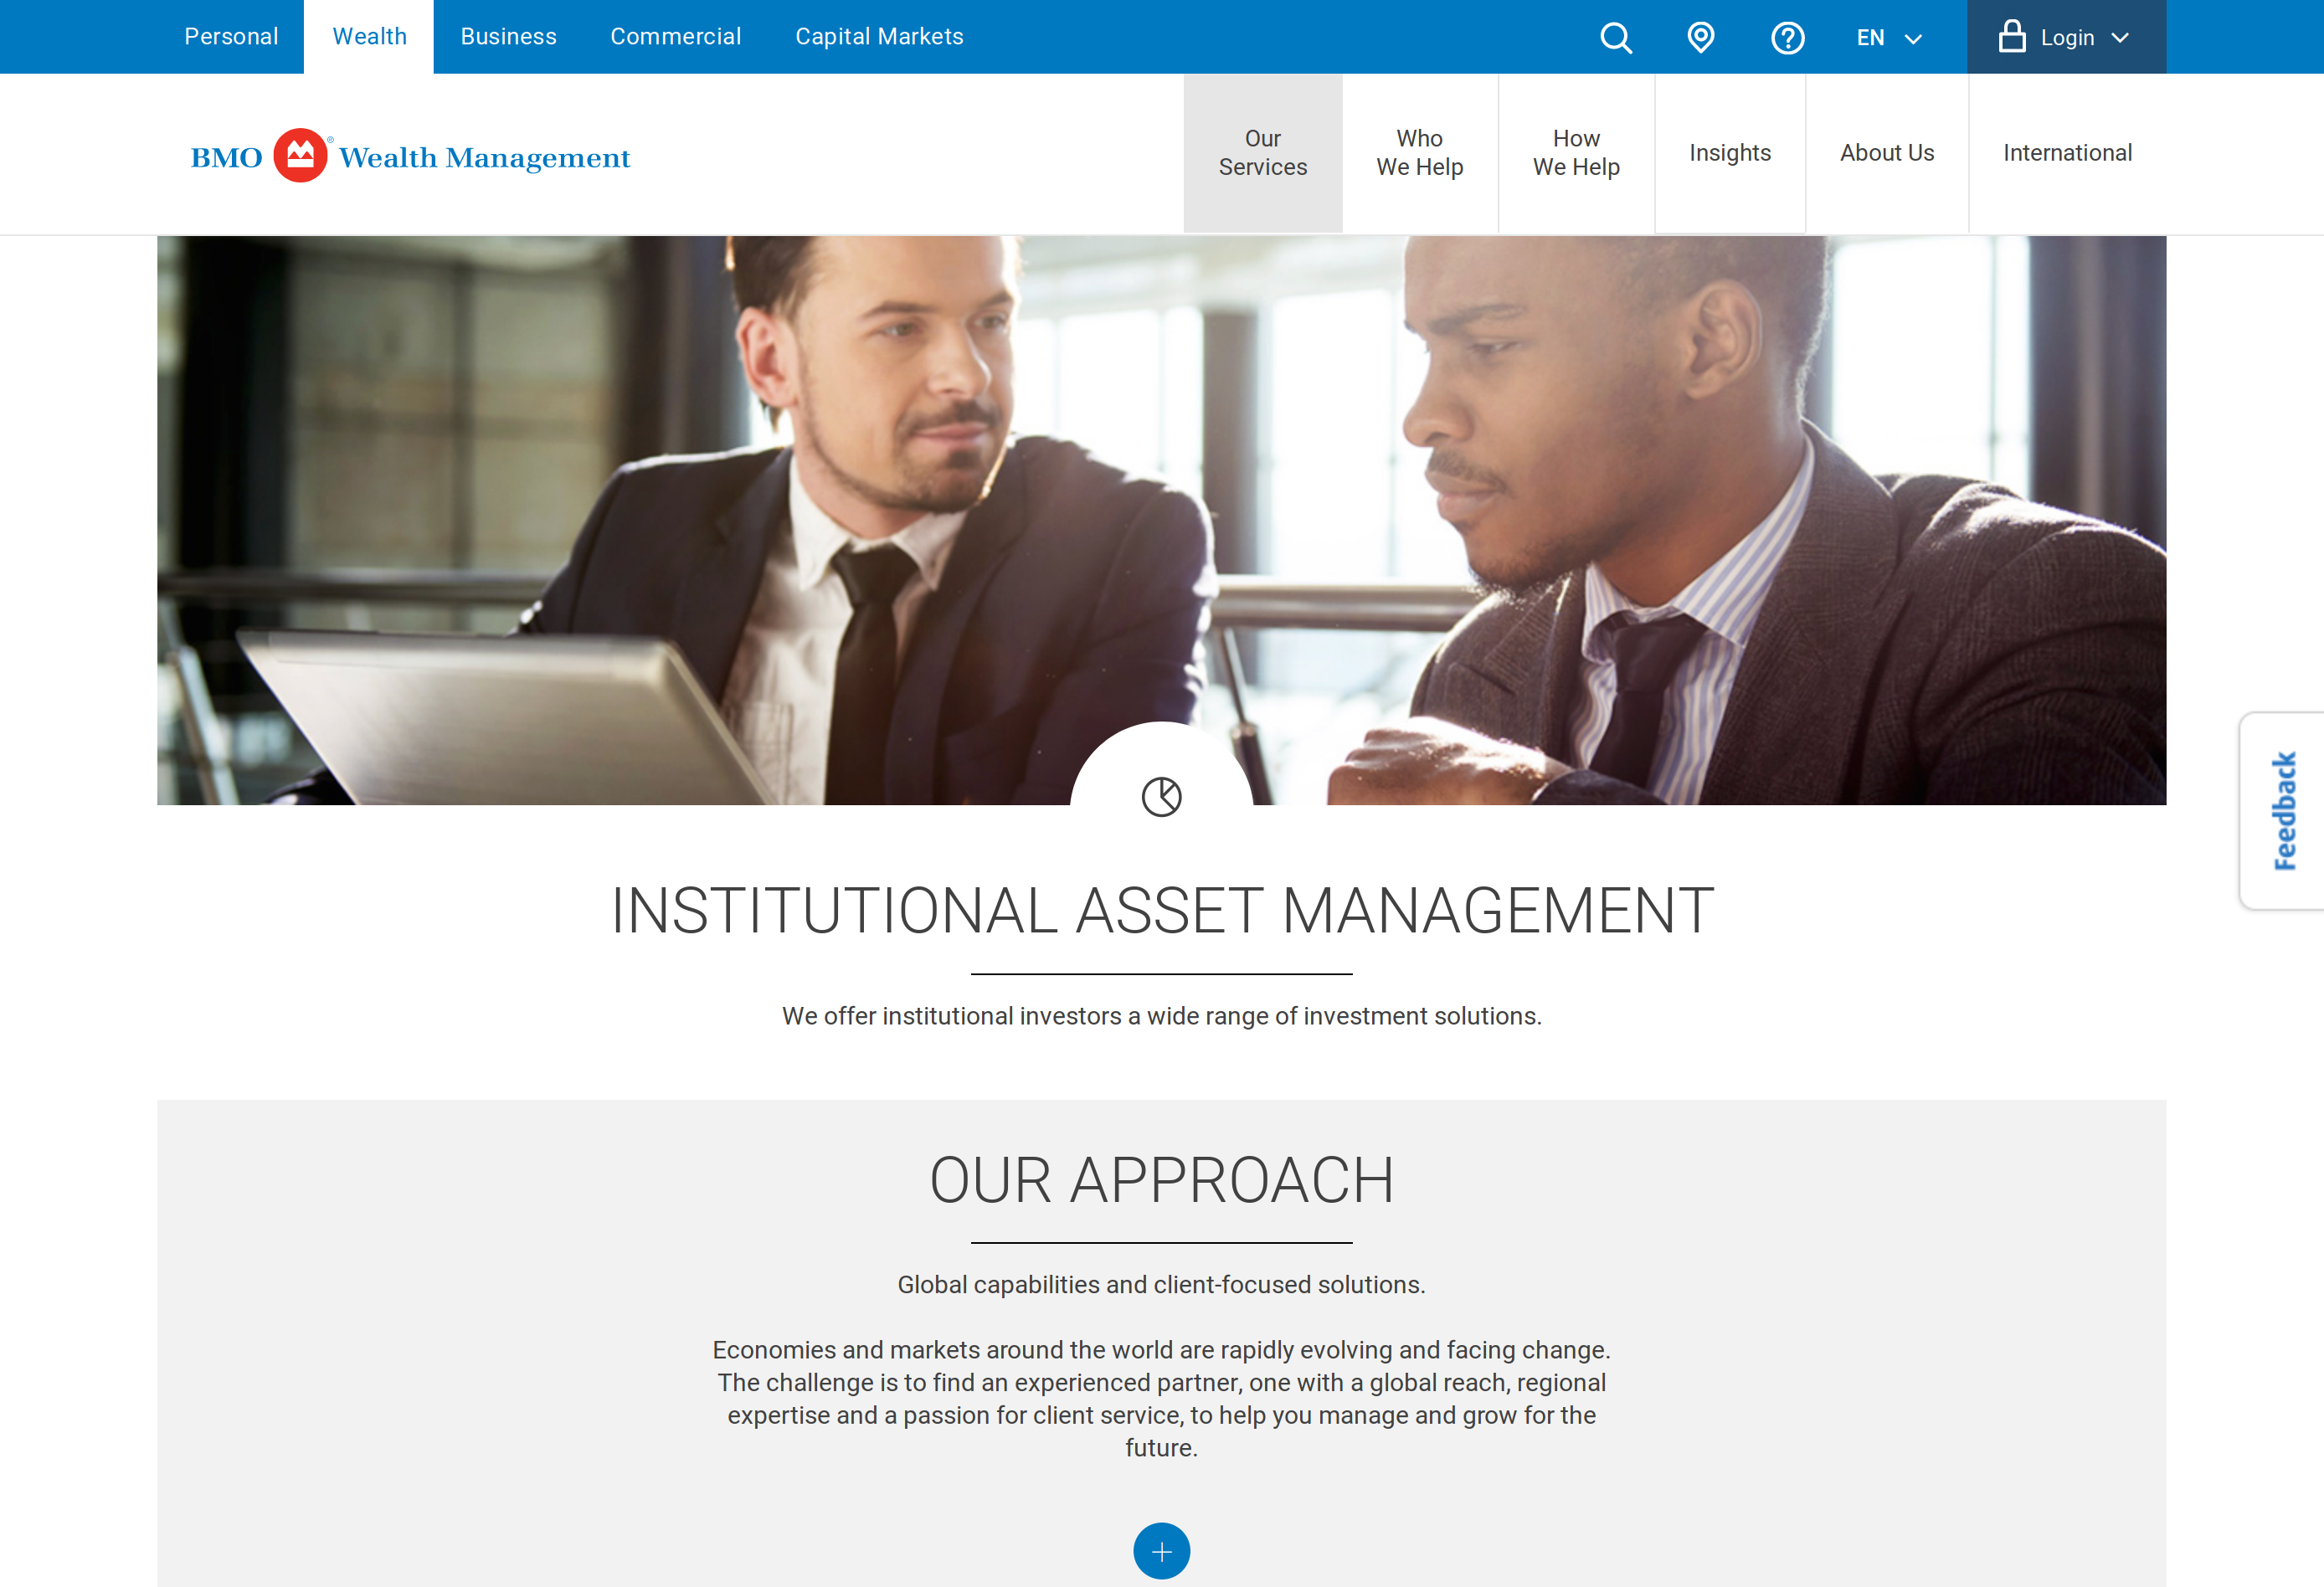 Personal
Wealth
Business
Commercial
Capital Markets
EN
Login
BMO ® Wealth Management
Our
Services
Who
We Help
How
We Help
Insights
About Us
International
Feedback
INSTITUTIONAL ASSET MANAGEMENT
We offer institutional investors a wide range of investment solutions.
OUR APPROACH
Global capabilities and client-focused solutions.
Economies and markets around the world are rapidly evolving and facing change.
The challenge is to find an experienced partner, one with a global reach, regional
expertise and a passion for client service, to help you manage and grow for the
future.